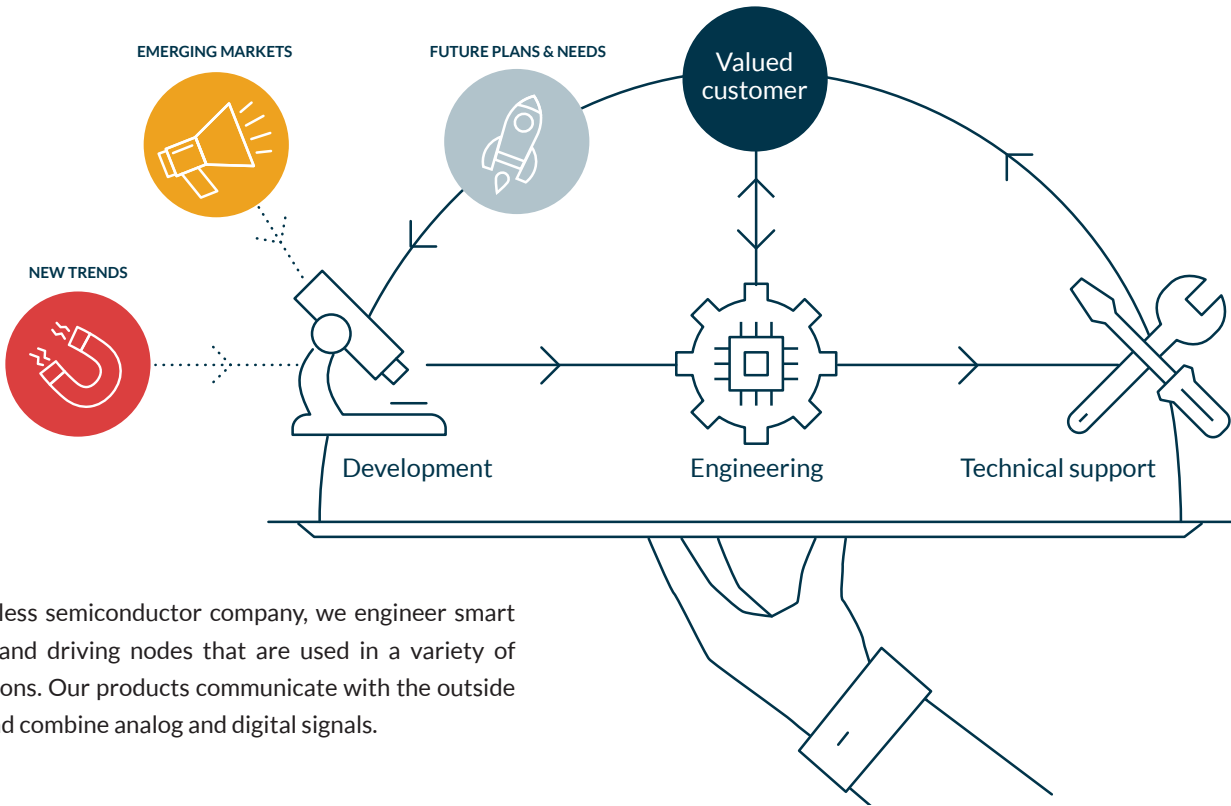 EMERGING MARKETS
FUTURE PLANS & NEEDS
Valued
customer
NEW TRENDS
Development
Engineering
Technical support
less semiconductor company, we engineer smart
and driving nodes that are used in a variety of
ons. Our products communicate with the outside
d combine analog and digital signals.